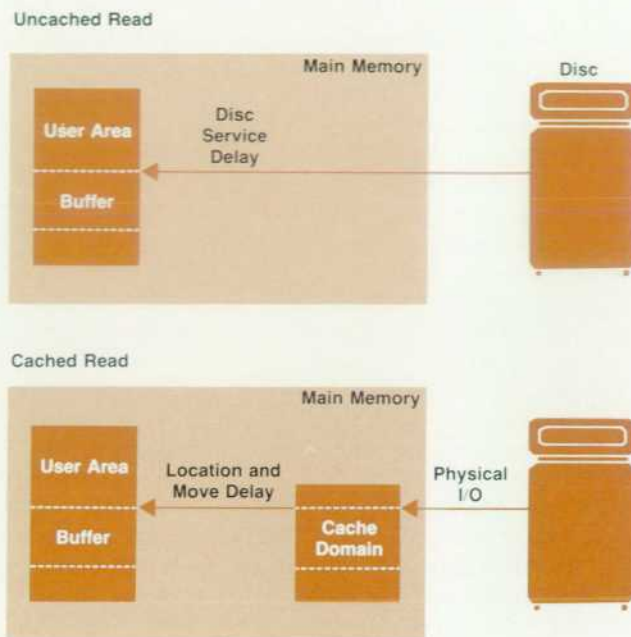 Uncached Read
Main Memory
Disc
User Area
Disc
Service
Delay
Buffer
Cached Read
Main Memory
User Area
Location and
Move Delay
Physical
I/O
Buffer
Cache
Domain